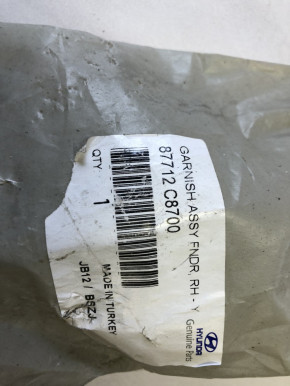 GARNISH ASSY FNDR, RH - Y
87712 C8700
QTY 1
MADE IN TURKEY
JB12 /
HYUNDAI
Genuine Parts